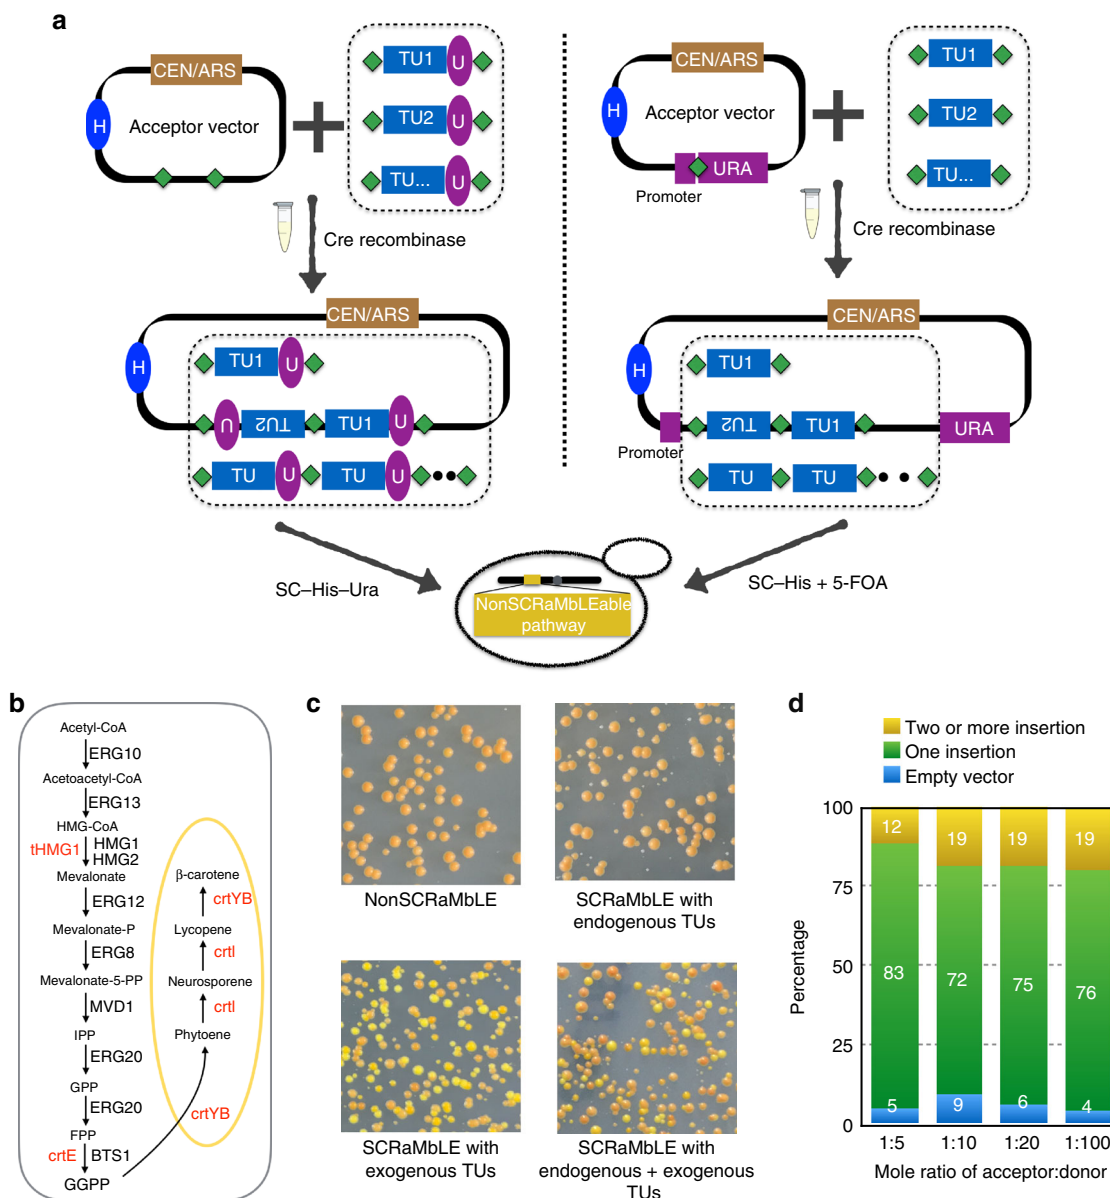 a
CEN/ARS
H
Acceptor vector
TU1
U
TU2
U
TU...
U
Cre recombinase
CEN/ARS
H
TU1
U
U
TU2
TU1
U
TU
U
TU
U
SC–His–Ura
CEN/ARS
H
Acceptor vector
Promoter
URA
TU1
TU2
TU...
Cre recombinase
CEN/ARS
H
TU1
TU2
TU1
URA
Promoter
TU
TU
SC–His + 5-FOA
NonSCRaMbLEable
pathway
b
Acetyl-CoA
ERG10
Acetoacetyl-CoA
ERG13
HMG-CoA
tHMG1
HMG1
HMG2
Mevalonate
ERG12
Mevalonate-P
ERG8
Mevalonate-5-PP
MVD1
IPP
ERG20
GPP
ERG20
FPP
crtE
BTS1
GGPP
β-carotene
crtYB
Lycopene
crtI
Neurosporene
crtI
Phytoene
crtYB
c
NonSCRaMbLE
SCRaMbLE with
endogenous TUs
SCRaMbLE with
exogenous TUs
SCRaMbLE with
endogenous + exogenous
TUs
d
Two or more insertion
One insertion
Empty vector
Percentage
100
75
50
25
0
12
19
19
19
83
72
75
76
5
9
6
4
1:5
1:10
1:20
1:100
Mole ratio of acceptor:donor